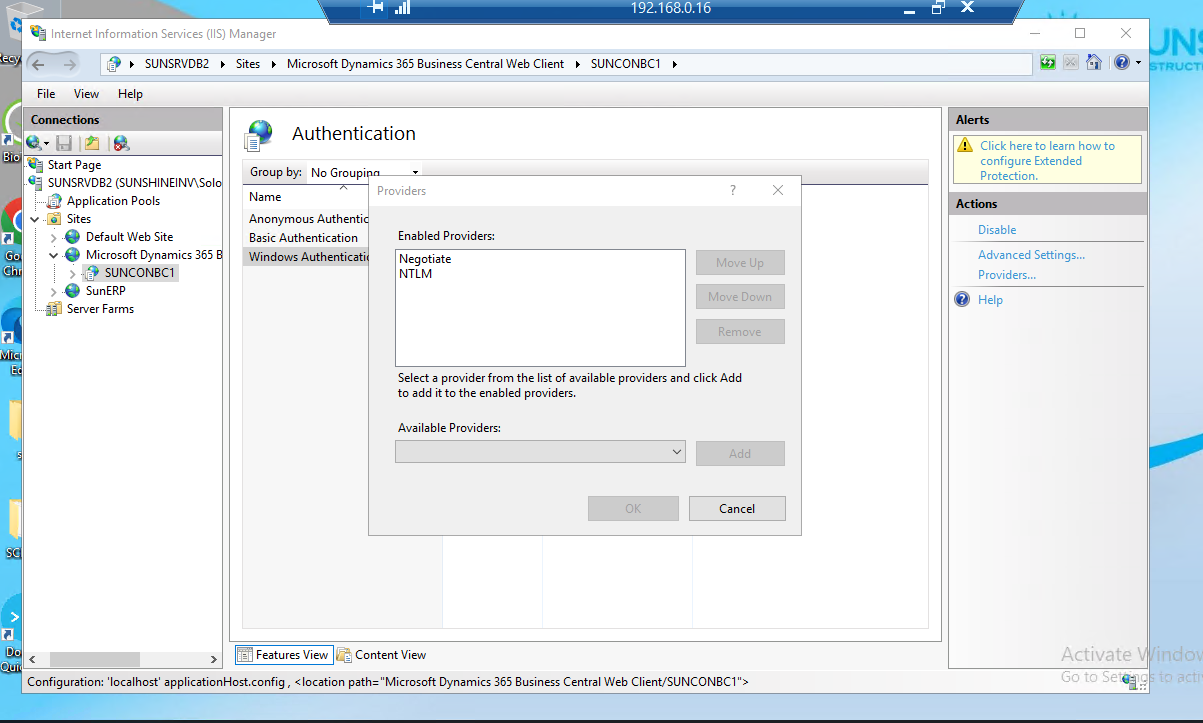 192.168.0.16
Internet Information Services (IIS) Manager
SUNSRVDB2 Sites Microsoft Dynamics 365 Business Central Web Client SUNCONBC1
File View Help
Connections
Start Page
SUNSRVDB2 (SUNSHINEINV\Solo
Application Pools
Sites
Default Web Site
Microsoft Dynamics 365 B
SUNCONBC1
SunERP
Server Farms
Authentication
Group by: No Grouping
Name
Anonymous Authentic
Basic Authentication
Windows Authenticatio
Providers
?
Enabled Providers:
Negotiate
NTLM
Move Up
Move Down
Remove
Select a provider from the list of available providers and click Add
to add it to the enabled providers.
Available Providers:
Add
OK Cancel
Features View Content View
Alerts
Click here to learn how to
configure Extended
Protection.
Actions
Disable
Advanced Settings...
Providers...
Help
Configuration: 'localhost' applicationHost.config , <location path="Microsoft Dynamics 365 Business Central Web Client/SUNCONBC1">
Activate Window
Go to Settings to acti